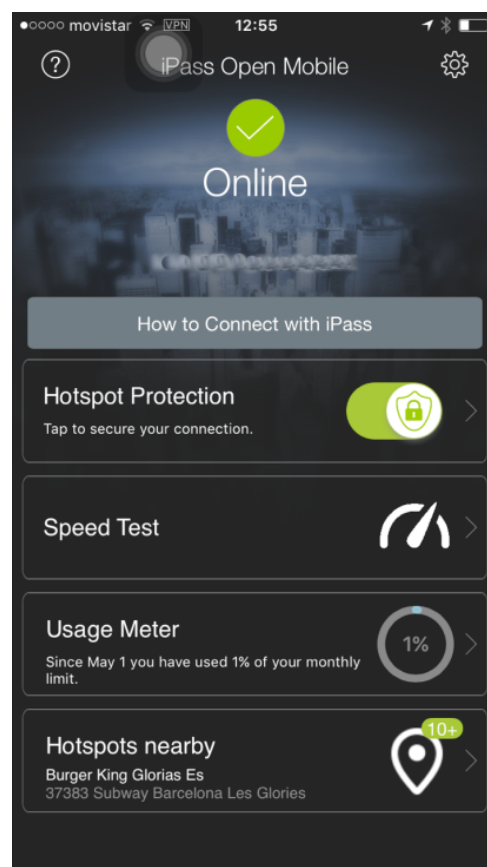 movistar VPN 12:55
? iPass Open Mobile
Online
How to Connect with iPass
Hotspot Protection
Tap to secure your connection.
Speed Test
Usage Meter
Since May 1 you have used 1% of your monthly
limit.
1%
Hotspots nearby
10+
Burger King Glorias Es
37383 Subway Barcelona Les Glories